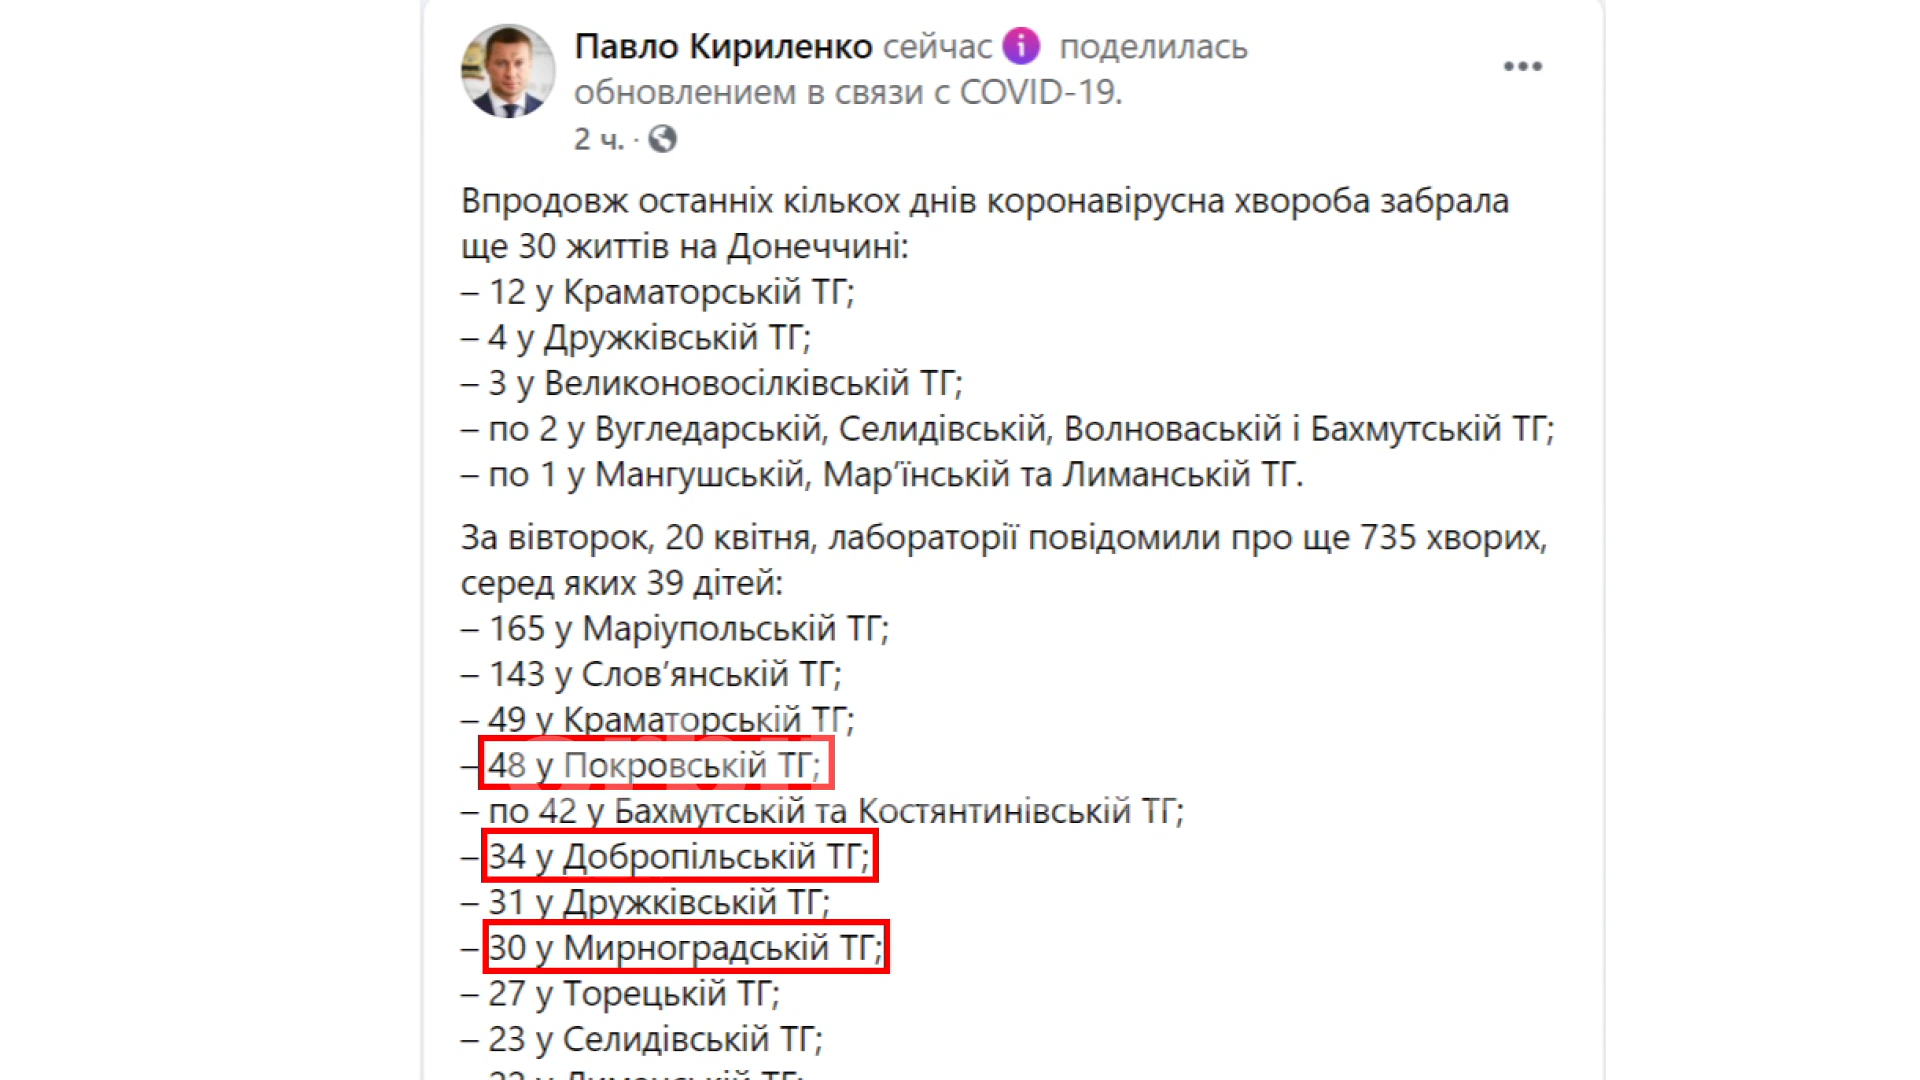 Павло Кириленко сейчас поделилась
обновлением в связи с COVID-19.
2 ч. ·
Впродовж останніх кількох днів коронавірусна хвороба забрала
ще 30 життів на Донеччині:
– 12 у Краматорській ТГ;
– 4 у Дружківській ТГ;
– 3 у Великоновосілківській ТГ;
– по 2 у Вугледарській, Селидівській, Волноваській і Бахмутській ТГ;
– по 1 у Мангушській, Мар’їнській та Лиманській ТГ.
За вівторок, 20 квітня, лабораторії повідомили про ще 735 хворих,
серед яких 39 дітей:
– 165 у Маріупольській ТГ;
– 143 у Слов’янській ТГ;
– 49 у Краматорській ТГ;
– 48 у Покровській ТГ;
– по 42 у Бахмутській та Костянтинівській ТГ;
– 34 у Добропільській ТГ;
– 31 у Дружківській ТГ;
– 30 у Мирноградській ТГ;
– 27 у Торецькій ТГ;
– 23 у Селидівській ТГ;